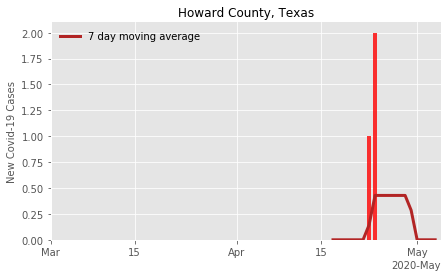 Howard County, Texas
7 day moving average
New Covid-19 Cases
2.00
1.75
1.50
1.25
1.00
0.75
0.50
0.25
0.00
Mar 15 Apr 15 May
2020-May